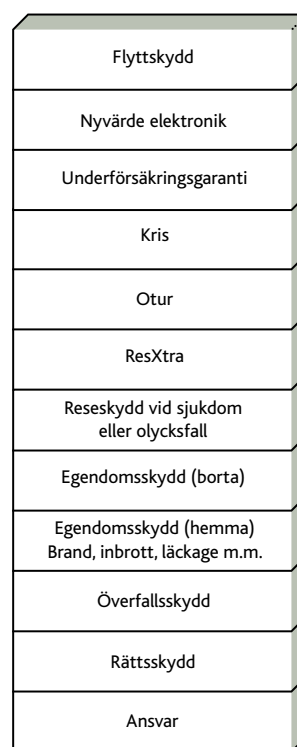 Flyttskydd
Nyvärde elektronik
Underförsäkringsgaranti
Kris
Otur
ResXtra
Reseskydd vid sjukdom
eller olycksfall
Egendomsskydd (borta)
Egendomsskydd (hemma)
Brand, inbrott, läckage m.m.
Överfallsskydd
Rättsskydd
Ansvar